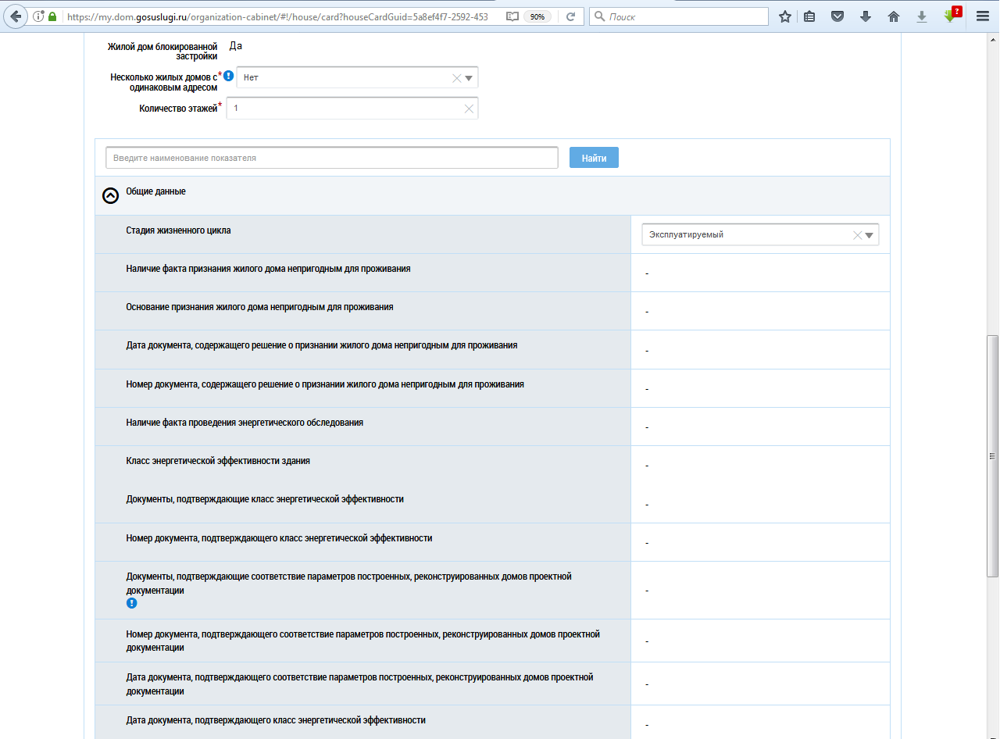 https://my.dom.gosuslugi.ru/organization-cabinet/#!/house/card?houseCardGuid=5a8ef4f7-2592-453
90%
Поиск
?
Жилой дом блокированной
застройки
Да
Несколько жилых домов с*
одинаковым адресом
Нет
Количество этажей*
1
Введите наименование показателя
Найти
Общие данные
Стадия жизненного цикла
Эксплуатируемый
Наличие факта признания жилого дома непригодным для проживания
-
Основание признания жилого дома непригодным для проживания
-
Дата документа, содержащего решение о признании жилого дома непригодным для проживания
-
Номер документа, содержащего решение о признании жилого дома непригодным для проживания
-
Наличие факта проведения энергетического обследования
-
Класс энергетической эффективности здания
-
Документы, подтверждающие класс энергетической эффективности
-
Номер документа, подтверждающего класс энергетической эффективности
-
Документы, подтверждающие соответствие параметров построенных, реконструированных домов проектной
документации
-
Номер документа, подтверждающего соответствие параметров построенных, реконструированных домов проектной
документации
-
Дата документа, подтверждающего соответствие параметров построенных, реконструированных домов проектной
документации
-
Дата документа, подтверждающего класс энергетической эффективности
-